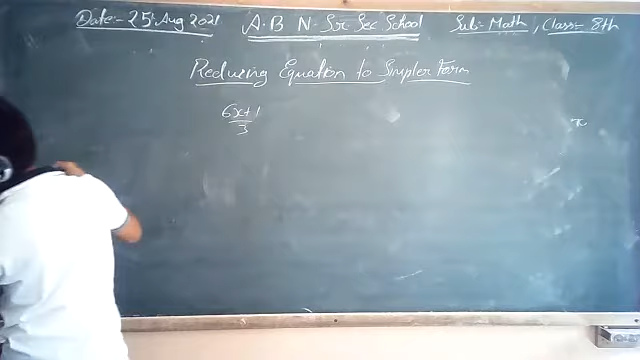 Date:- 25 Aug 2021 A. B. N. Sr. Sec School Sub:- Math, Class:- 8th
Reducing Equation to Simpler Form
6x+1
3
x